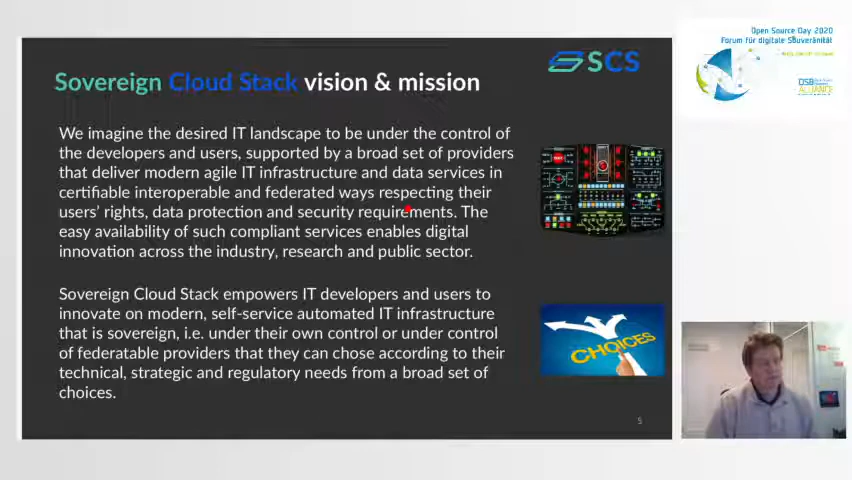 Open Source Day 2020
Forum für digitale Souveränität
SCS
Sovereign Cloud Stack vision & mission
OSB
ALLIANCE
We imagine the desired IT landscape to be under the control of
the developers and users, supported by a broad set of providers
that deliver modern agile IT infrastructure and data services in
certifiable interoperable and federated ways respecting their
users' rights, data protection and security requirements. The
easy availability of such compliant services enables digital
innovation across the industry, research and public sector.
Sovereign Cloud Stack empowers IT developers and users to
innovate on modern, self-service automated IT infrastructure
that is sovereign, i.e. under their own control or under control
of federatable providers that they can chose according to their
technical, strategic and regulatory needs from a broad set of
choices.
CHOICES
5